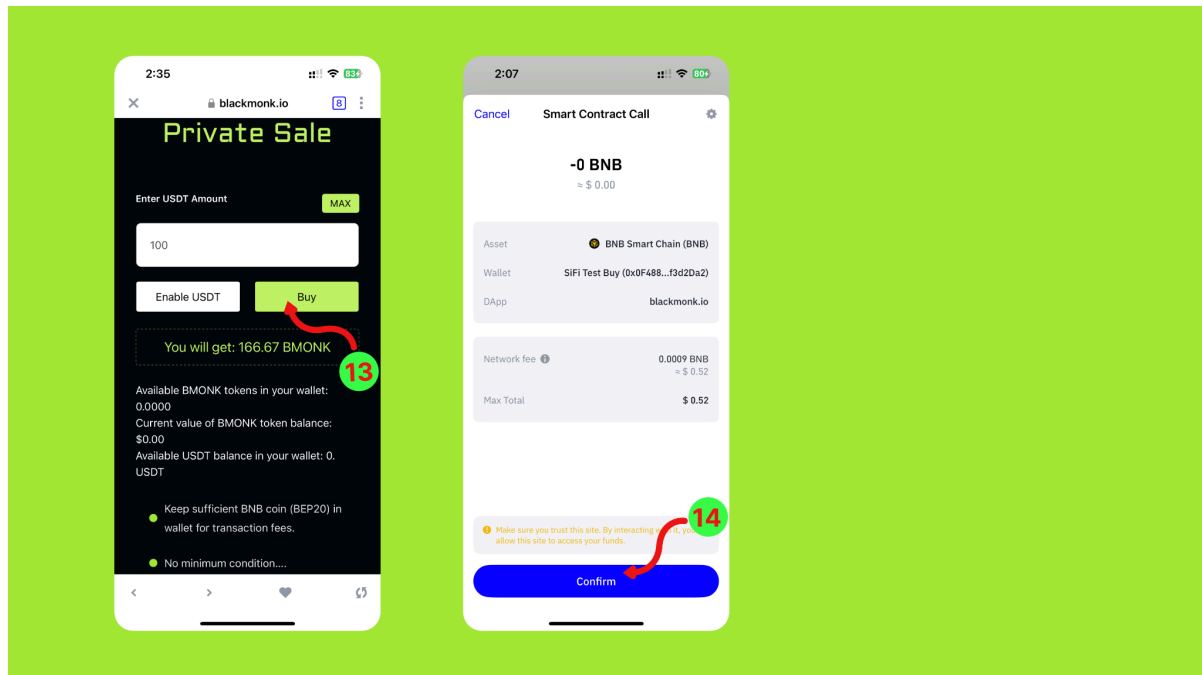 2:35
83
blackmonk.io
8
Private Sale
Enter USDT Amount
MAX
100
Enable USDT
Buy
You will get: 166.67 BMONK
13
Available BMONK tokens in your wallet:
0.0000
Current value of BMONK token balance:
$0.00
Available USDT balance in your wallet: 0.
USDT
Keep sufficient BNB coin (BEP20) in
wallet for transaction fees.
No minimum condition....
2:07
80
Cancel
Smart Contract Call
-0 BNB
≈ $ 0.00
Asset
BNB Smart Chain (BNB)
Wallet
SiFi Test Buy (0x0F488...f3d2Da2)
DApp
blackmonk.io
Network fee
0.0009 BNB
≈ $ 0.52
Max Total
$ 0.52
14
Make sure you trust this site. By interacting it, you
allow this site to access your funds.
Confirm